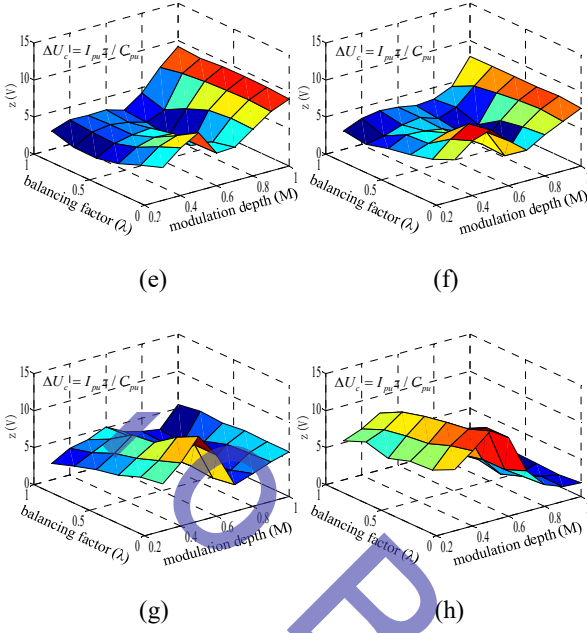 ΔU_c = I_pu z / C_pu
z (V)
15
10
5
0
1
0.5
0
balancing factor (λ)
0.2
0.4
0.6
0.8
1
modulation depth (M)
(e)
ΔU_c = I_pu z / C_pu
z (V)
15
10
5
0
1
0.5
0
balancing factor (λ)
0.2
0.4
0.6
0.8
modulation depth (M)
(f)
ΔU_c = I_pu z / C_pu
z (V)
15
10
5
0
1
0.5
0
balancing factor (λ)
0.2
0.4
0.6
0.8
1
modulation depth (M)
(g)
ΔU_c = I_pu z / C_pu
z (V)
15
10
5
0
1
0.5
0
balancing factor (λ)
0.2
0.4
0.6
0.8
modulation depth (M)
(h)